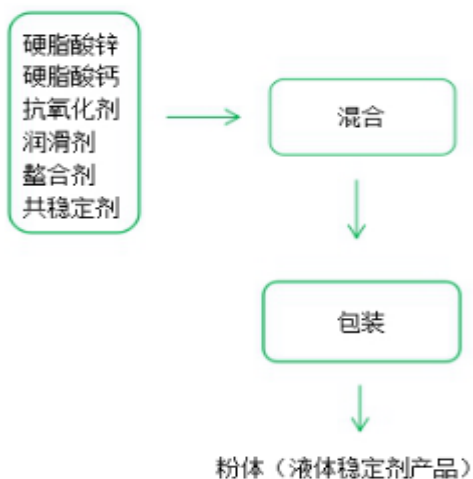 硬脂酸锌
硬脂酸钙
抗氧化剂
润滑剂
螯合剂
共稳定剂
混合
包装
粉体（液体稳定剂产品）